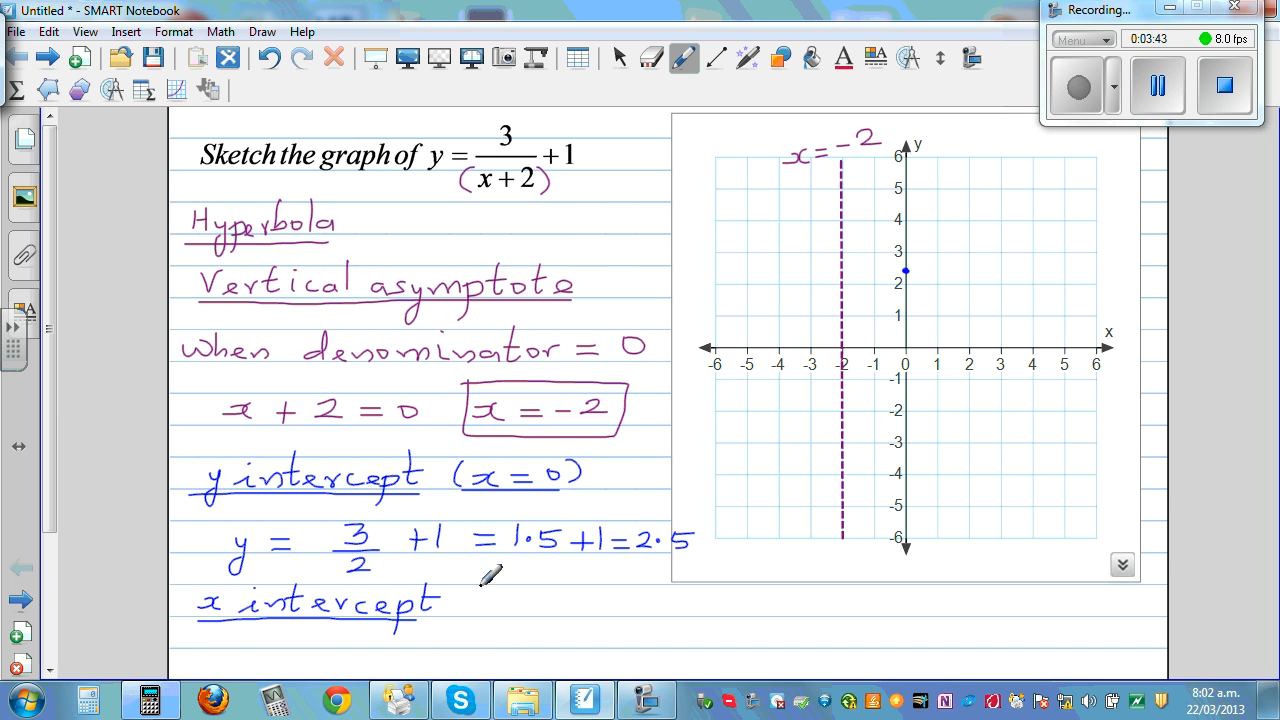 Untitled * - SMART Notebook
File Edit View Insert Format Math Draw Help
Recording...
Menu 0:03:43 8.0 fps
Sketch the graph of y = 3/(x + 2) + 1
Hyperbola
Vertical asymptote
when denominator = 0
x + 2 = 0 x = -2
y intercept (x = 0)
y = 3/2 + 1 = 1.5 + 1 = 2.5
x intercept
x = -2
y
6
5
4
3
2
1
x
-6 -5 -4 -3 -2 -1 0 1 2 3 4 5 6
-1
-2
-3
-4
-5
-6
8:02 a.m.
22/03/2013